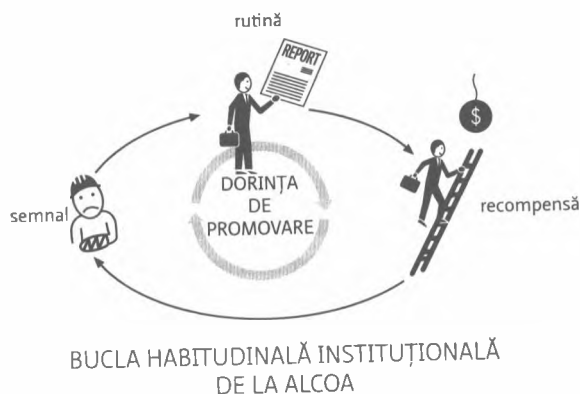 rutină
REPORT
$
semnal
DORINȚA
DE
PROMOVARE
recompensă
BUCLA HABITUDINALĂ INSTITUȚIONALĂ
DE LA ALCOA